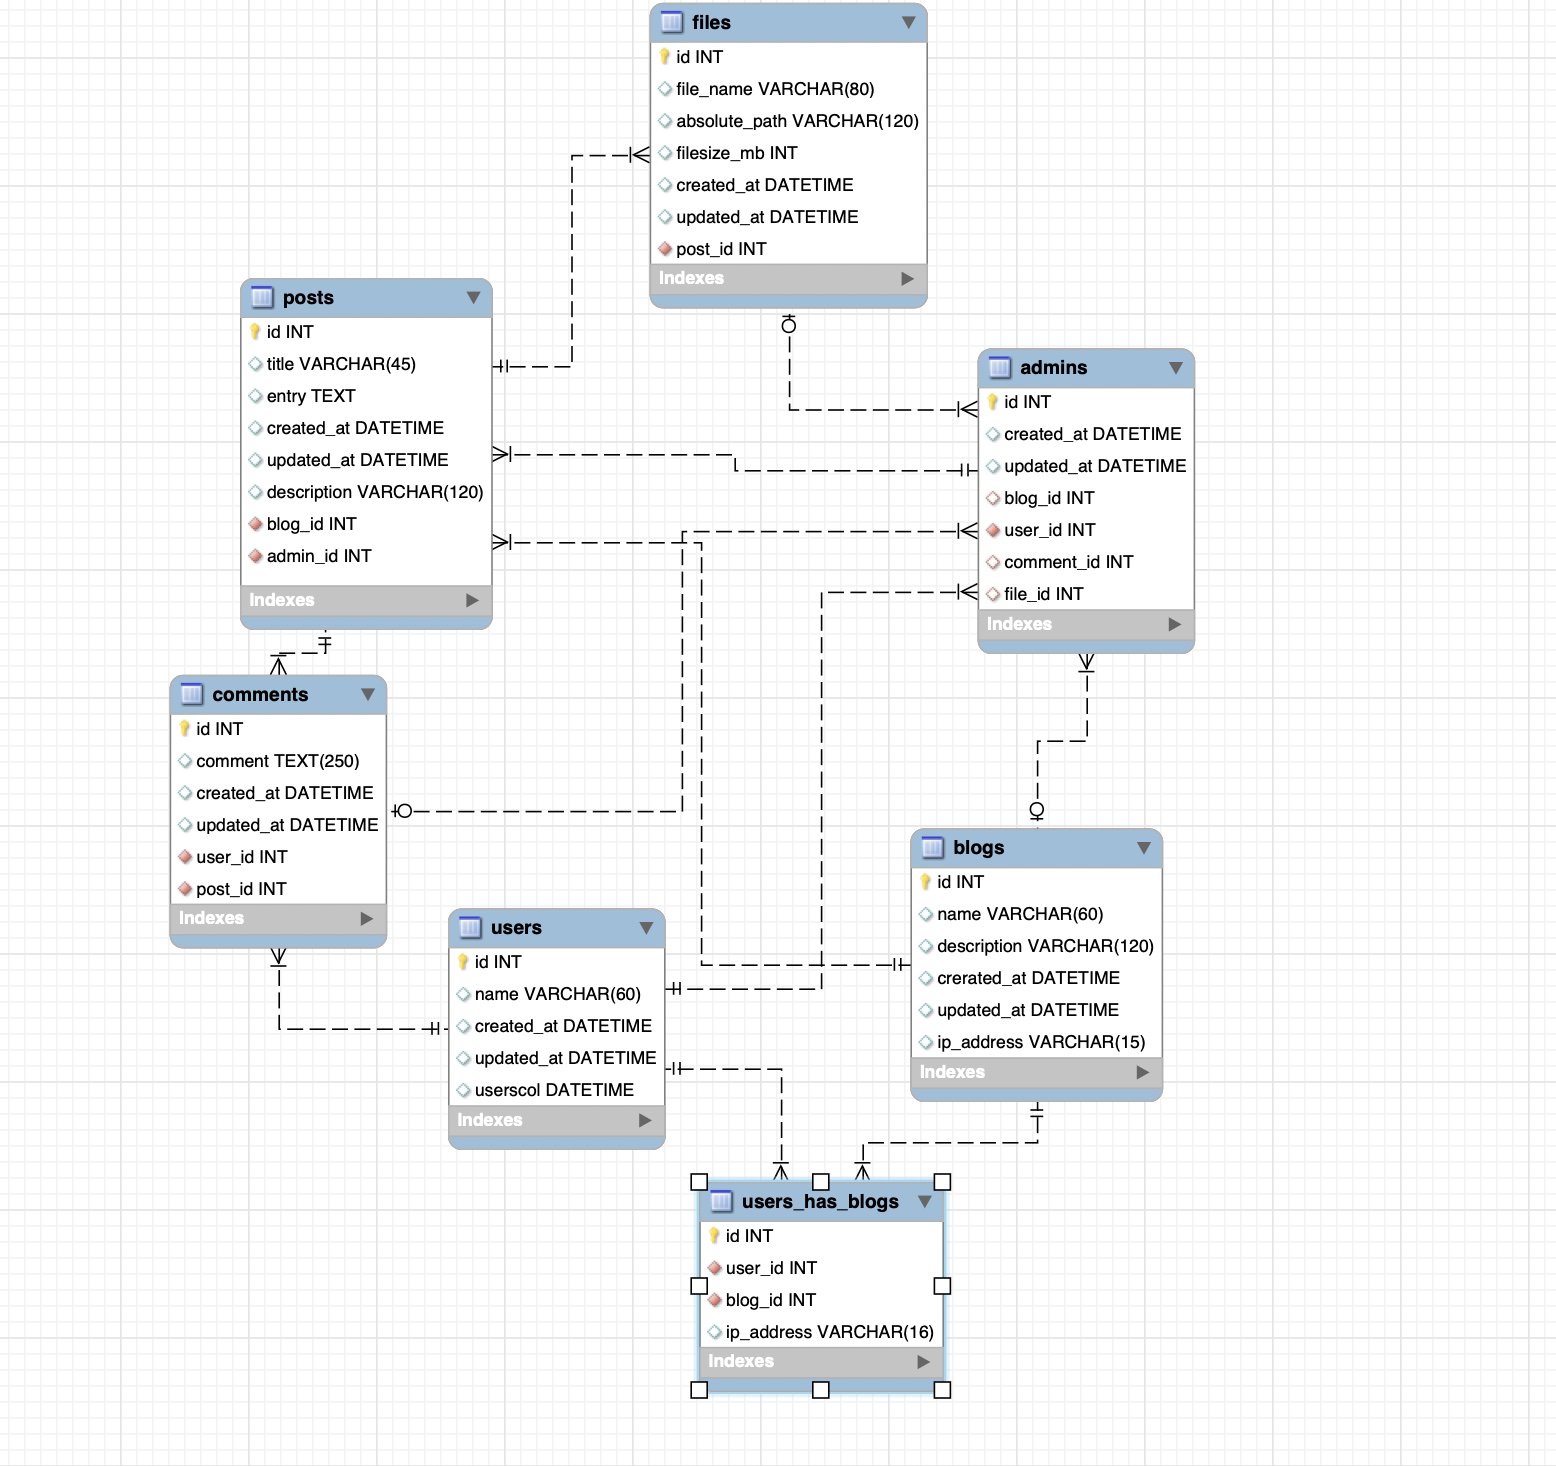 files
id INT
file_name VARCHAR(80)
absolute_path VARCHAR(120)
filesize_mb INT
created_at DATETIME
updated_at DATETIME
post_id INT
Indexes
posts
id INT
title VARCHAR(45)
entry TEXT
created_at DATETIME
updated_at DATETIME
description VARCHAR(120)
blog_id INT
admin_id INT
Indexes
admins
id INT
created_at DATETIME
updated_at DATETIME
blog_id INT
user_id INT
comment_id INT
file_id INT
Indexes
comments
id INT
comment TEXT(250)
created_at DATETIME
updated_at DATETIME
user_id INT
post_id INT
Indexes
users
id INT
name VARCHAR(60)
created_at DATETIME
updated_at DATETIME
userscol DATETIME
Indexes
blogs
id INT
name VARCHAR(60)
description VARCHAR(120)
crerated_at DATETIME
updated_at DATETIME
ip_address VARCHAR(15)
Indexes
users_has_blogs
id INT
user_id INT
blog_id INT
ip_address VARCHAR(16)
Indexes